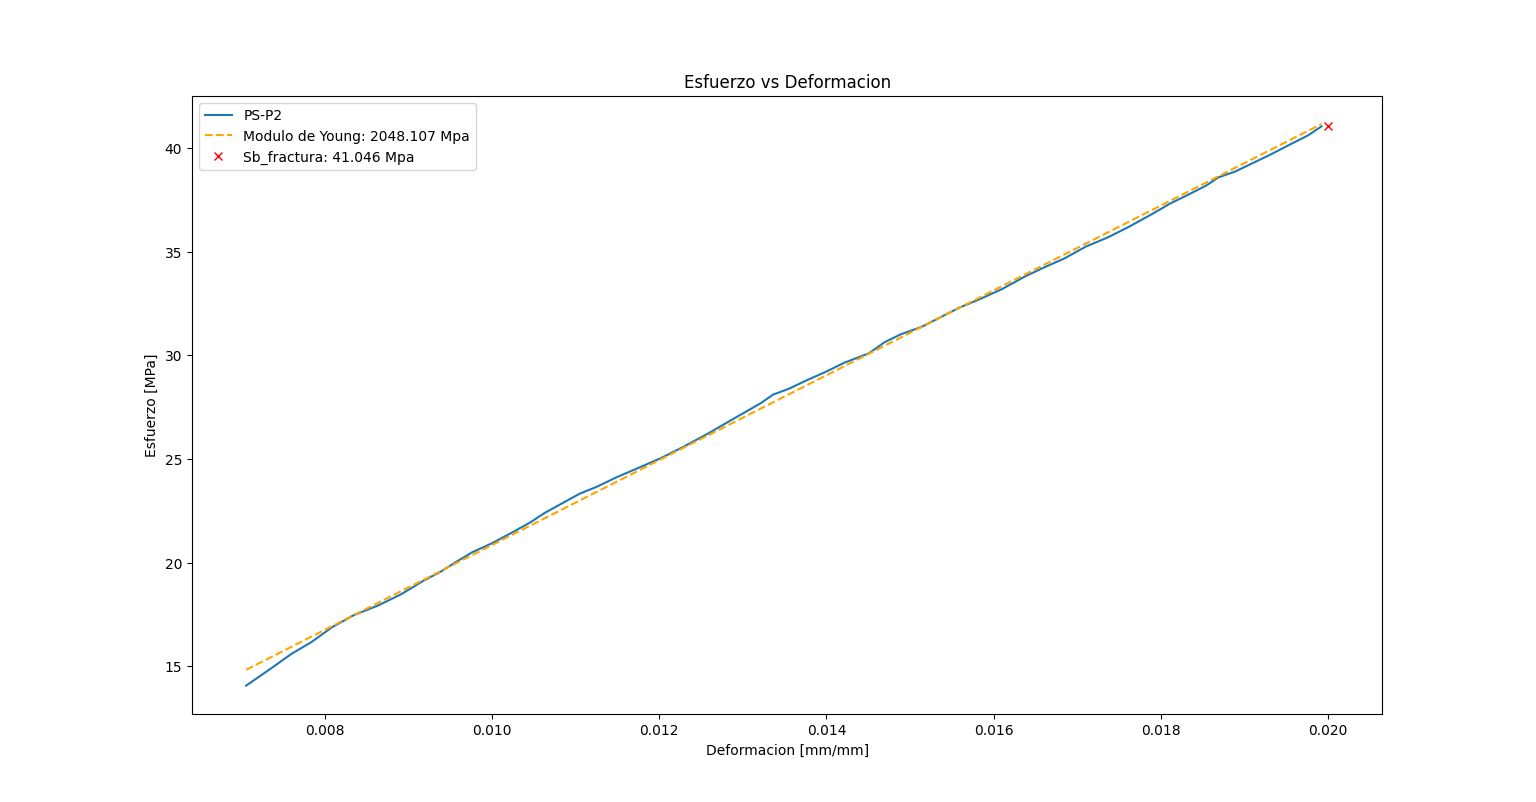 Esfuerzo vs Deformacion
PS-P2
Modulo de Young: 2048.107 Mpa
Sb_fractura: 41.046 Mpa
40
35
30
25
20
15
Esfuerzo [MPa]
0.008 0.010 0.012 0.014 0.016 0.018 0.020
Deformacion [mm/mm]